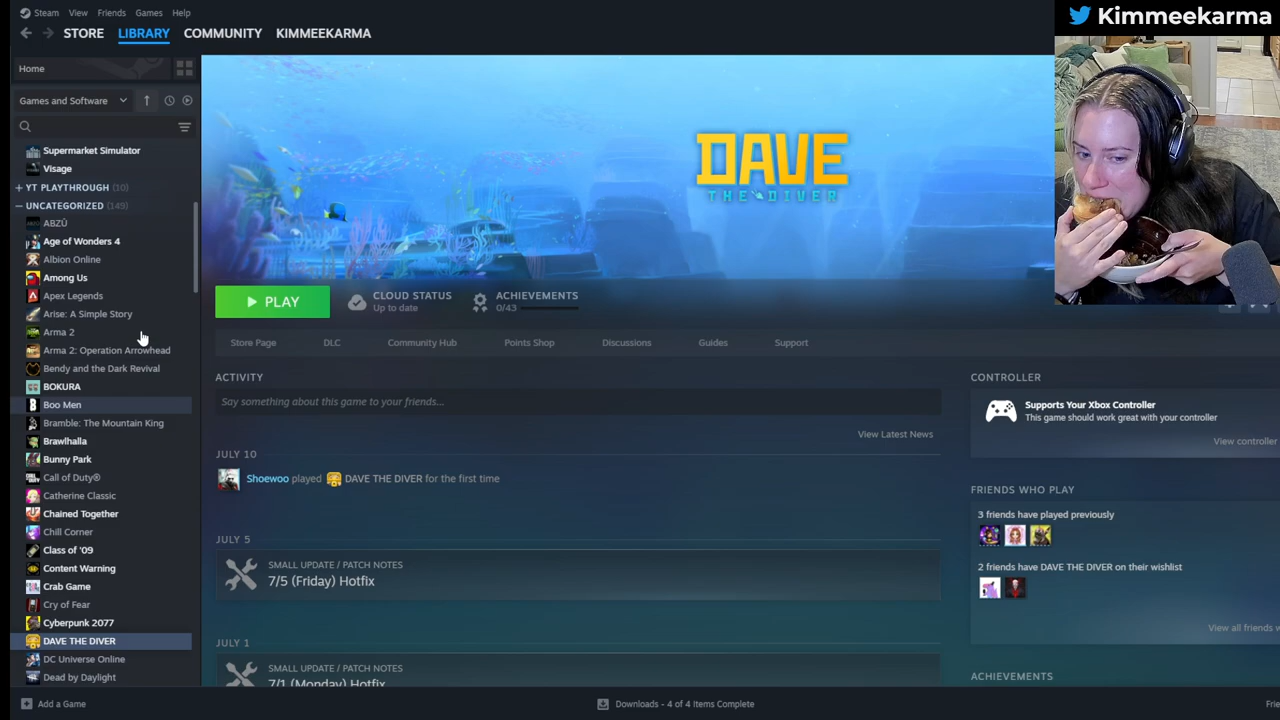 Steam View Friends Games Help
Kimmeekarma
STORE LIBRARY COMMUNITY KIMMEEKARMA
Home
Games and Software
Supermarket Simulator
Visage
+ YT PLAYTHROUGH (10)
— UNCATEGORIZED (149)
ABZÛ
Age of Wonders 4
Albion Online
Among Us
Apex Legends
Arise: A Simple Story
Arma 2
Arma 2: Operation Arrowhead
Bendy and the Dark Revival
BOKURA
Boo Men
Bramble: The Mountain King
Brawlhalla
Bunny Park
Call of Duty®
Catherine Classic
Chained Together
Chill Corner
Class of '09
Content Warning
Crab Game
Cry of Fear
Cyberpunk 2077
DAVE THE DIVER
DC Universe Online
Dead by Daylight
DAVE
THE DIVER
PLAY
CLOUD STATUS
Up to date
ACHIEVEMENTS
0/43
Store Page DLC Community Hub Points Shop Discussions Guides Support
ACTIVITY
Say something about this game to your friends...
View Latest News
JULY 10
Shoewoo played DAVE THE DIVER for the first time
JULY 5
SMALL UPDATE / PATCH NOTES
7/5 (Friday) Hotfix
JULY 1
SMALL UPDATE / PATCH NOTES
7/1 (Monday) Hotfix
CONTROLLER
Supports Your Xbox Controller
This game should work great with your controller
View controller
FRIENDS WHO PLAY
3 friends have played previously
2 friends have DAVE THE DIVER on their wishlist
View all friends w
ACHIEVEMENTS
Add a Game
Downloads - 4 of 4 Items Complete
Frie